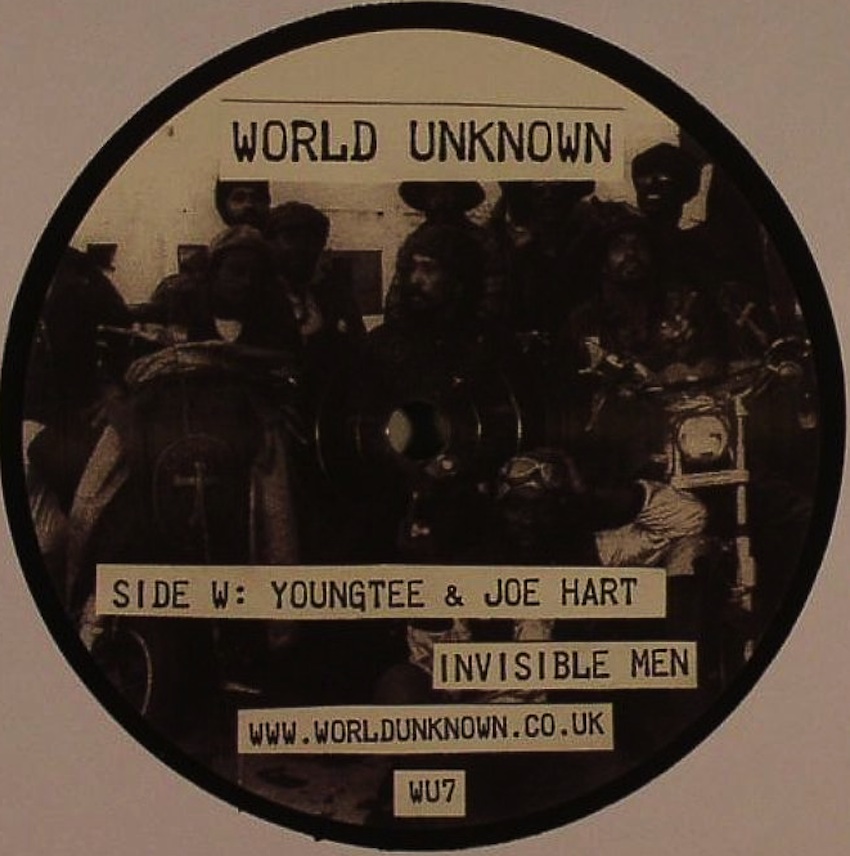 WORLD UNKNOWN
SIDE W: YOUNGTEE & JOE HART
INVISIBLE MEN
WWW.WORLDUNKNOWN.CO.UK
WU7